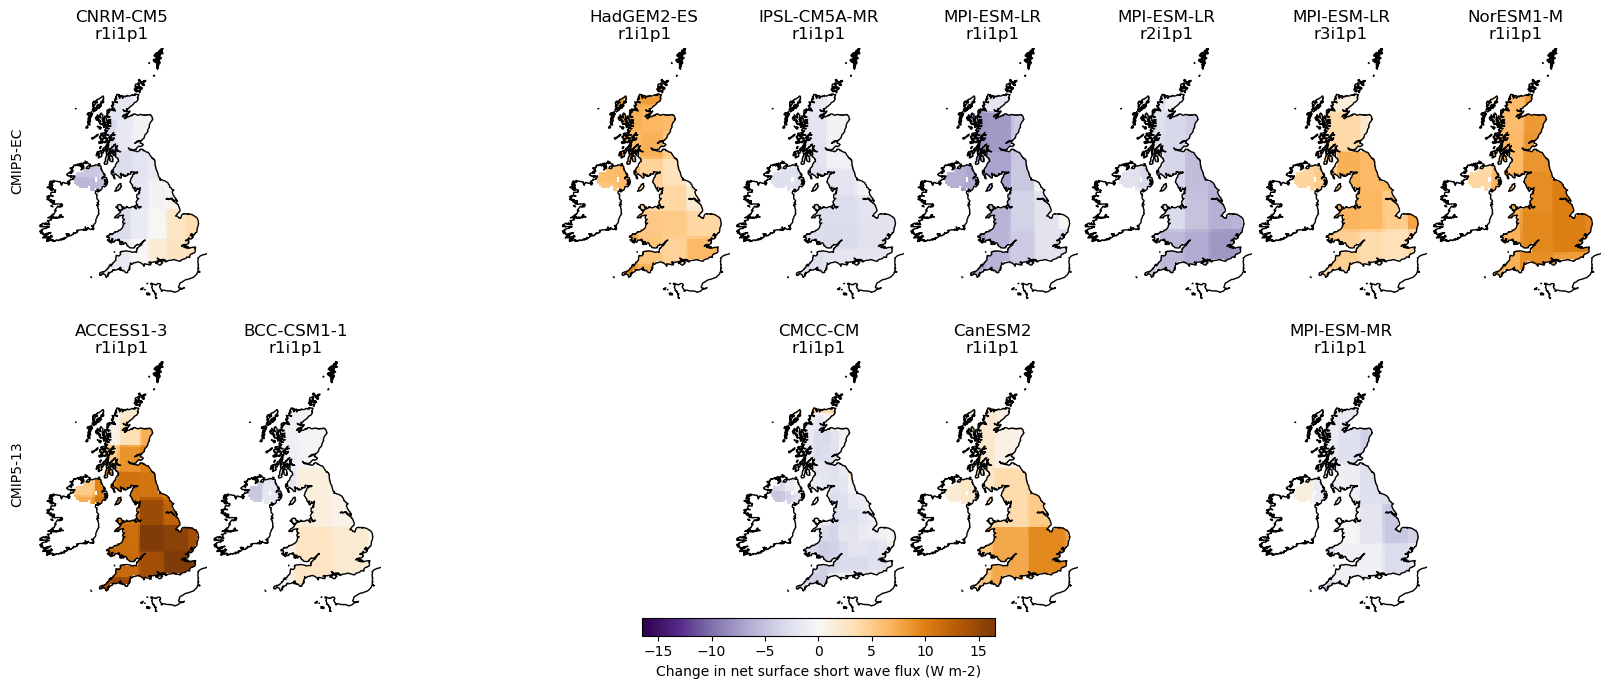 CNRM-CM5
r1i1p1
HadGEM2-ES
r1i1p1
IPSL-CM5A-MR
r1i1p1
MPI-ESM-LR
r1i1p1
MPI-ESM-LR
r2i1p1
MPI-ESM-LR
r3i1p1
NorESM1-M
r1i1p1
CMIP5-EC
ACCESS1-3
r1i1p1
BCC-CSM1-1
r1i1p1
CMCC-CM
r1i1p1
CanESM2
r1i1p1
MPI-ESM-MR
r1i1p1
CMIP5-13
−15 −10 −5 0 5 10 15
Change in net surface short wave flux (W m-2)